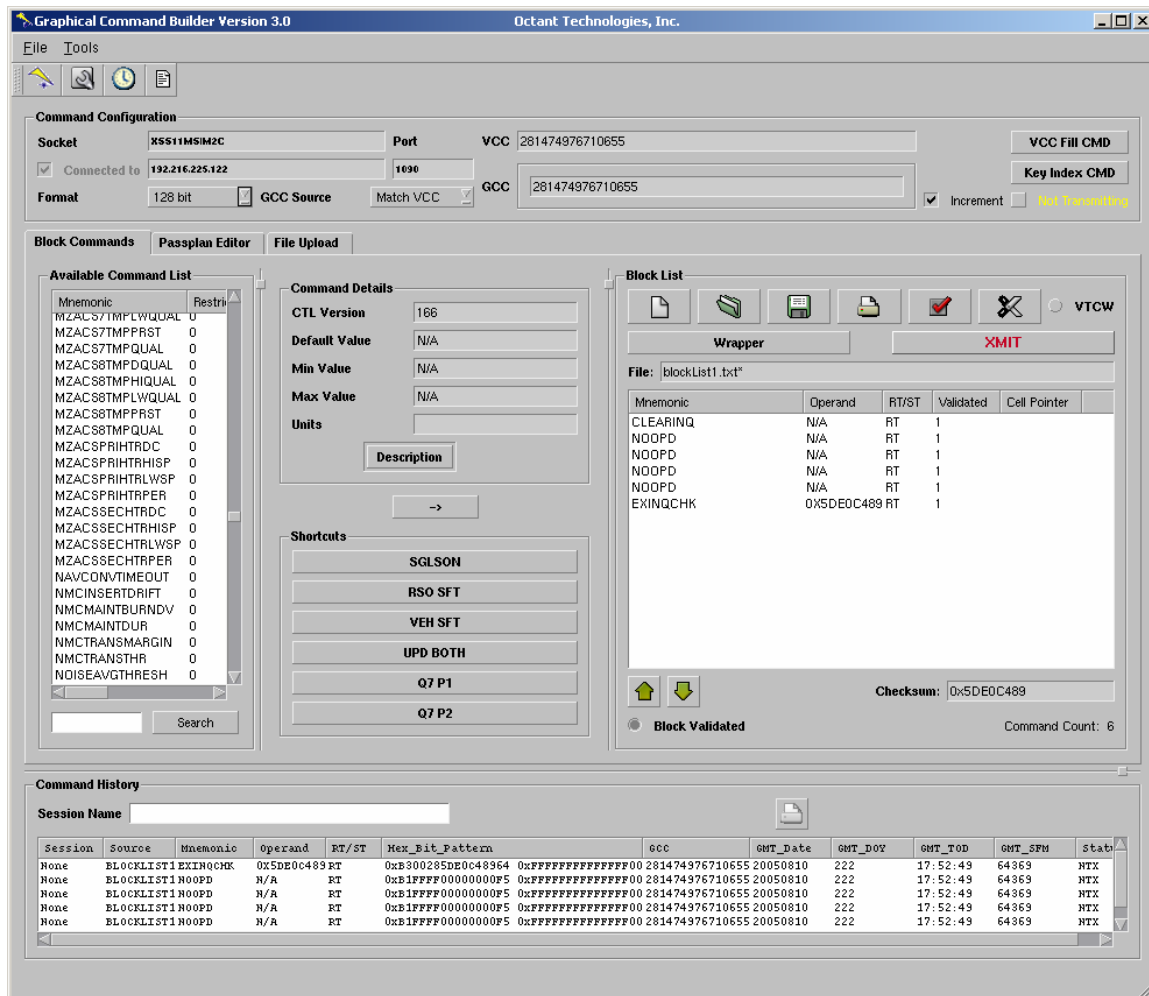 Graphical Command Builder Version 3.0 Octant Technologies, Inc.
File Tools
Command Configuration
Socket XSS11MSIM2C Port VCC 281474976710655 VCC Fill CMD
Connected to 192.216.225.122 1090 Key Index CMD
GCC 281474976710655
Format 128 bit GCC Source Match VCC Increment Not Transmitting
Block Commands Passplan Editor File Upload
Available Command List
Mnemonic Restri
MZACS7TMPLWQUAL 0
MZACS7TMPPRST 0
MZACS7TMPQUAL 0
MZACS8TMPDQUAL 0
MZACS8TMPHIQUAL 0
MZACS8TMPLWQUAL 0
MZACS8TMPPRST 0
MZACS8TMPQUAL 0
MZACSPRIHTRDC 0
MZACSPRIHTRHISP 0
MZACSPRIHTRLWSP 0
MZACSPRIHTRPER 0
MZACSSECHTRDC 0
MZACSSECHTRHISP 0
MZACSSECHTRLWSP 0
MZACSSECHTRPER 0
NAVCONVTIMEOUT 0
NMCINSERTDRIFT 0
NMCMAINTBURNDV 0
NMCMAINTDUR 0
NMCTRANSMARGIN 0
NMCTRANSTHR 0
NOISEAVGTHRESH 0
Search
Command Details
CTL Version 166
Default Value N/A
Min Value N/A
Max Value N/A
Units
Description
->
Shortcuts
SGLSON
RSO SFT
VEH SFT
UPD BOTH
Q7 P1
Q7 P2
Block List
VTCW
Wrapper XMIT
File: blockList1.txt*
Mnemonic Operand RT/ST Validated Cell Pointer
CLEARINQ N/A RT 1
NOOPD N/A RT 1
NOOPD N/A RT 1
NOOPD N/A RT 1
NOOPD N/A RT 1
EXINQCHK 0X5DE0C489 RT 1
Checksum: 0x5DE0C489
Block Validated Command Count: 6
Command History
Session Name
Session Source Mnemonic Operand RT/ST Hex_Bit_Pattern GCC GMT_Date GMT_DOY GMT_TOD GMT_SFM Statu
None BLOCKLIST1 EXINQCHK 0X5DE0C489 RT 0xB300285DE0C48964 0xFFFFFFFFFFFFFF00 281474976710655 20050810 222 17:52:49 64369 NTX
None BLOCKLIST1 NOOPD N/A RT 0xB1FFFF00000000F5 0xFFFFFFFFFFFFFF00 281474976710655 20050810 222 17:52:49 64369 NTX
None BLOCKLIST1 NOOPD N/A RT 0xB1FFFF00000000F5 0xFFFFFFFFFFFFFF00 281474976710655 20050810 222 17:52:49 64369 NTX
None BLOCKLIST1 NOOPD N/A RT 0xB1FFFF00000000F5 0xFFFFFFFFFFFFFF00 281474976710655 20050810 222 17:52:49 64369 NTX
None BLOCKLIST1 NOOPD N/A RT 0xB1FFFF00000000F5 0xFFFFFFFFFFFFFF00 281474976710655 20050810 222 17:52:49 64369 NTX